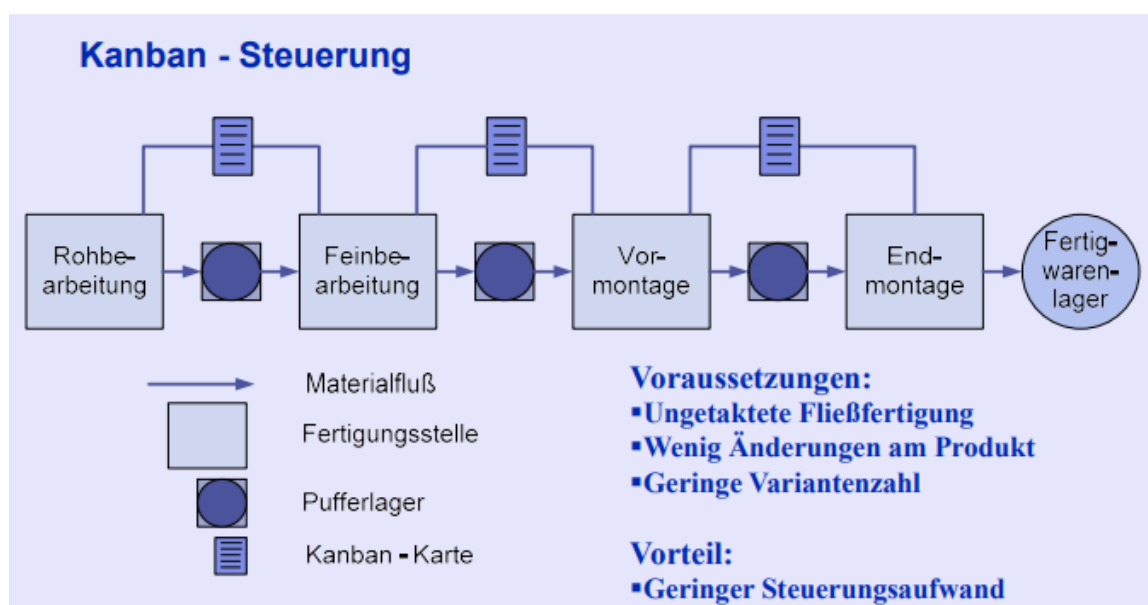 Kanban - Steuerung
Rohbe-
arbeitung
Feinbe-
arbeitung
Vor-
montage
End-
montage
Fertig-
waren-
lager
Materialfluß
Fertigungsstelle
Pufferlager
Kanban - Karte
Voraussetzungen:
▪Ungetaktete Fließfertigung
▪Wenig Änderungen am Produkt
▪Geringe Variantenzahl
Vorteil:
▪Geringer Steuerungsaufwand